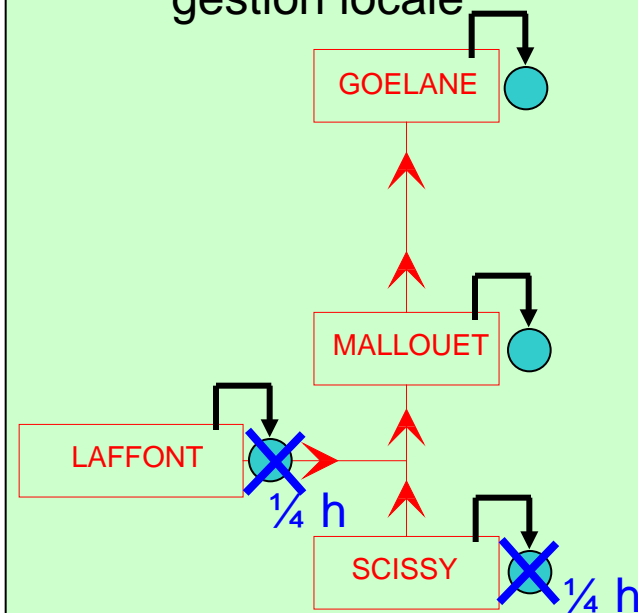 gestion locale
GOELANE
MALLOUET
LAFFONT
¼ h
SCISSY
¼ h